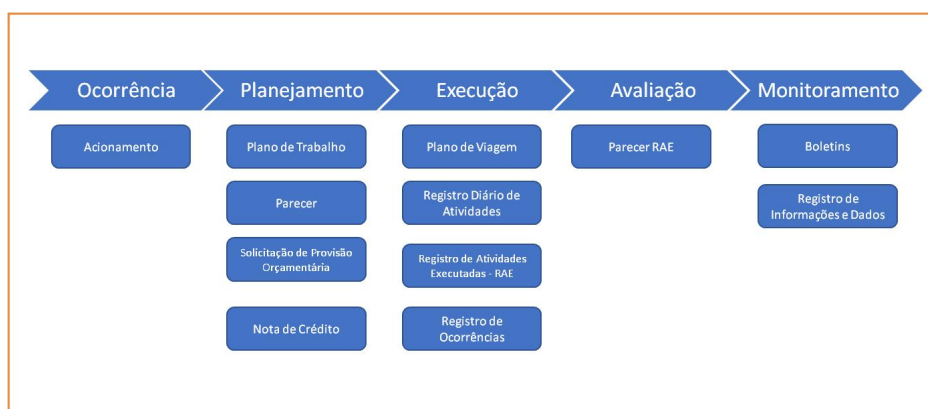 Ocorrência
Planejamento
Execução
Avaliação
Monitoramento
Acionamento
Plano de Trabalho
Parecer
Solicitação de Provisão
Orçamentária
Nota de Crédito
Plano de Viagem
Registro Diário de
Atividades
Registro de Atividades
Executadas - RAE
Registro de
Ocorrências
Parecer RAE
Boletins
Registro de
Informações e Dados